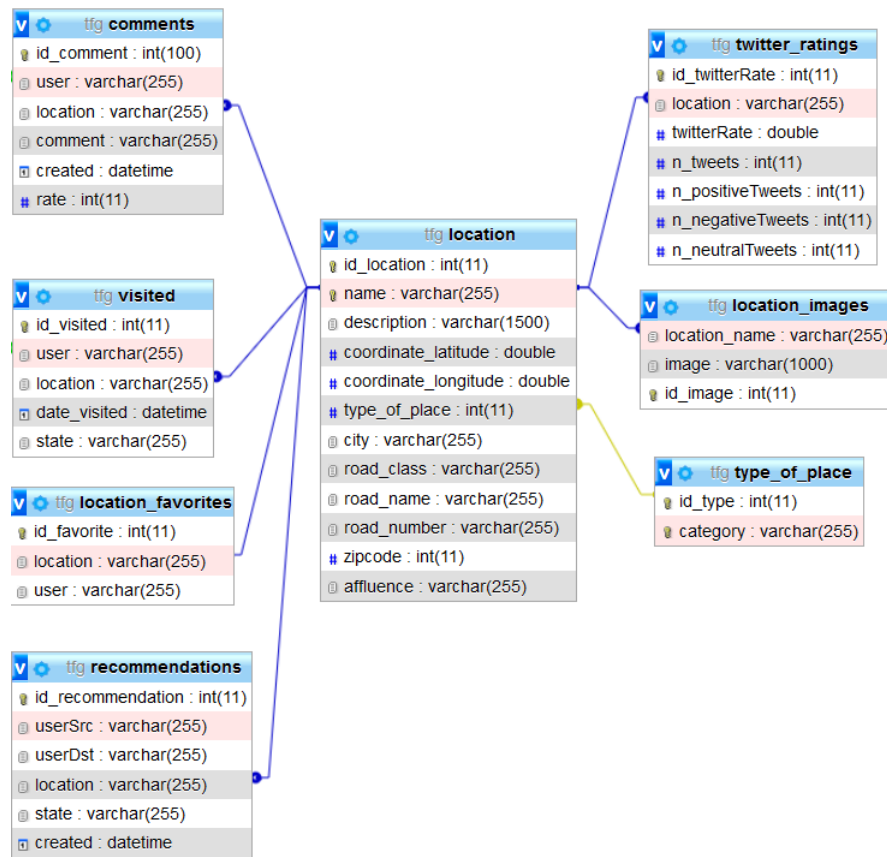 v tfg comments
id_comment : int(100)
user : varchar(255)
location : varchar(255)
comment : varchar(255)
created : datetime
# rate : int(11)
v tfg visited
id_visited : int(11)
user : varchar(255)
location : varchar(255)
date_visited : datetime
state : varchar(255)
v tfg location_favorites
id_favorite : int(11)
location : varchar(255)
user : varchar(255)
v tfg recommendations
id_recommendation : int(11)
userSrc : varchar(255)
userDst : varchar(255)
location : varchar(255)
state : varchar(255)
created : datetime
v tfg location
id_location : int(11)
name : varchar(255)
description : varchar(1500)
# coordinate_latitude : double
# coordinate_longitude : double
# type_of_place : int(11)
city : varchar(255)
road_class : varchar(255)
road_name : varchar(255)
road_number : varchar(255)
# zipcode : int(11)
affluence : varchar(255)
v tfg twitter_ratings
id_twitterRate : int(11)
location : varchar(255)
# twitterRate : double
# n_tweets : int(11)
# n_positiveTweets : int(11)
# n_negativeTweets : int(11)
# n_neutralTweets : int(11)
v tfg location_images
location_name : varchar(255)
image : varchar(1000)
id_image : int(11)
v tfg type_of_place
id_type : int(11)
category : varchar(255)